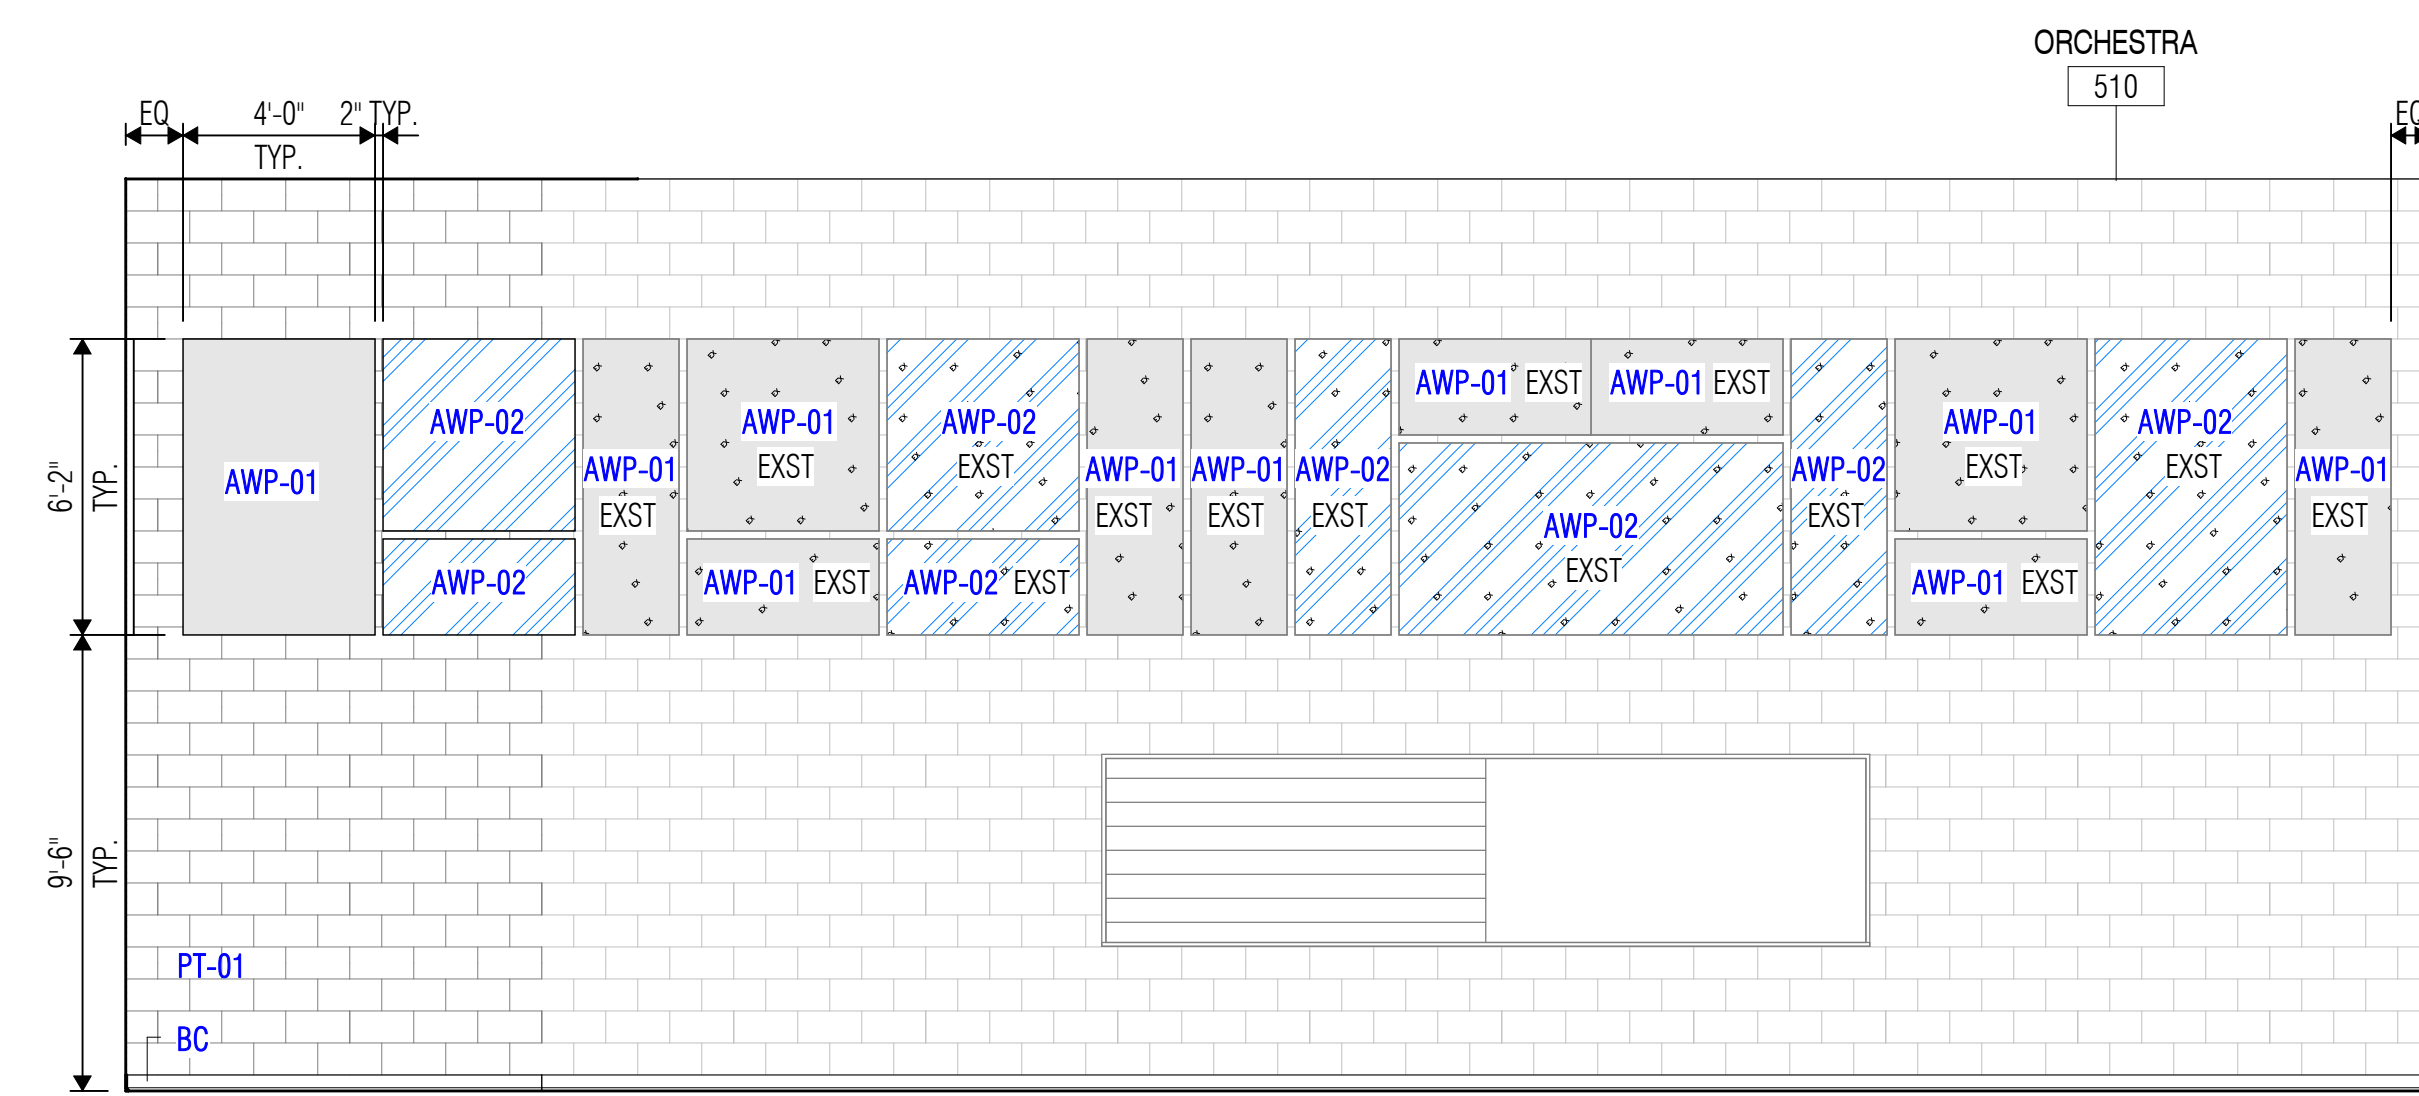 ORCHESTRA
510
EQ
4'-0"
TYP.
2" TYP.
EQ
6'-2"
TYP.
9'-6"
TYP.
AWP-01
AWP-02
AWP-02
AWP-01
EXST
AWP-01
EXST
AWP-01 EXST
AWP-02
EXST
AWP-02 EXST
AWP-01
EXST
AWP-01
EXST
AWP-02
EXST
AWP-01 EXST
AWP-01 EXST
AWP-02
EXST
AWP-02
EXST
AWP-01
EXST
AWP-01 EXST
AWP-02
EXST
AWP-01
EXST
PT-01
BC